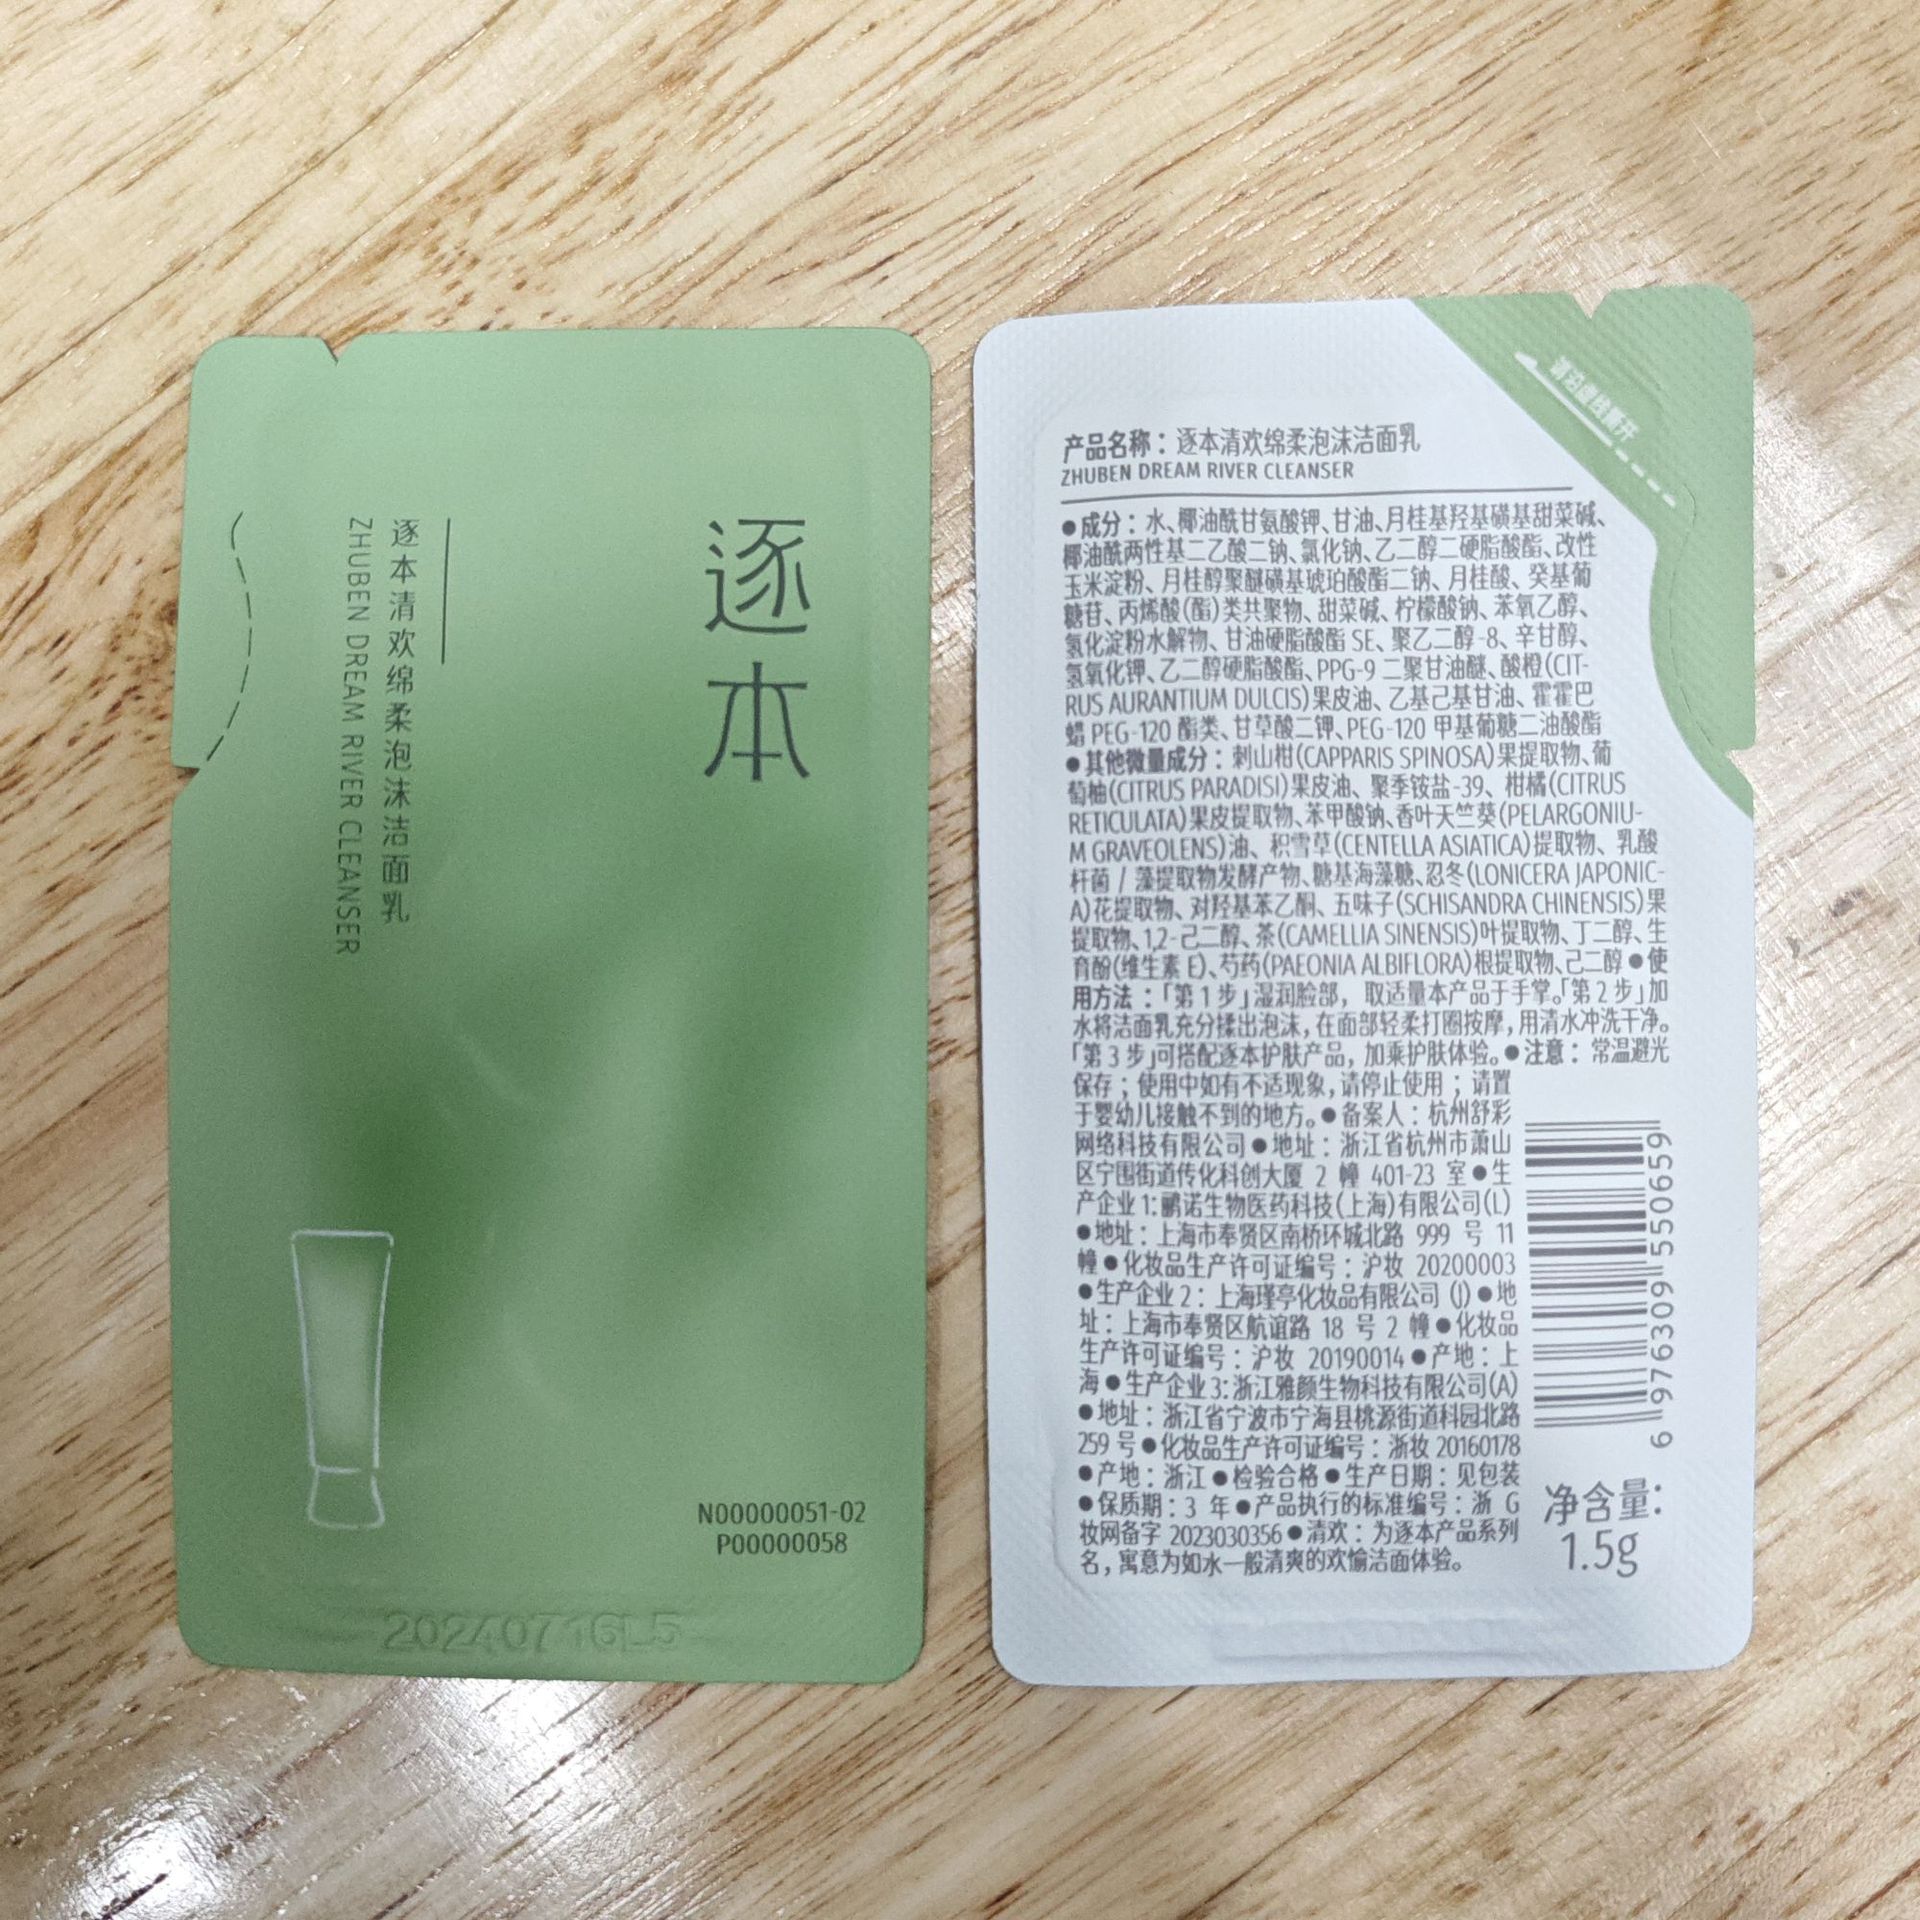 逐本
逐本清欢绵柔泡沫洁面乳
ZHUBEN DREAM RIVER CLEANSER
N00000051-02
P00000058
20240716L5
请沿虚线撕开
产品名称：逐本清欢绵柔泡沫洁面乳
ZHUBEN DREAM RIVER CLEANSER
●成分：水、椰油酰甘氨酸钾、甘油、月桂基羟基磺基甜菜碱、
椰油酰两性基二乙酸二钠、氯化钠、乙二醇二硬脂酸酯、改性
玉米淀粉、月桂醇聚醚磺基琥珀酸酯二钠、月桂酸、癸基葡
糖苷、丙烯酸(酯)类共聚物、甜菜碱、柠檬酸钠、苯氧乙醇、
氢化淀粉水解物、甘油硬脂酸酯 SE、聚乙二醇-8、辛甘醇、
氢氧化钾、乙二醇硬脂酸酯、PPG-9 二聚甘油醚、酸橙(CIT-
RUS AURANTIUM DULCIS)果皮油、乙基己基甘油、霍霍巴
蜡 PEG-120 酯类、甘草酸二钾、PEG-120 甲基葡糖二油酸酯
●其他微量成分：刺山柑(CAPPARIS SPINOSA)果提取物、葡
萄柚(CITRUS PARADISI)果皮油、聚季铵盐-39、柑橘(CITRUS
RETICULATA)果皮提取物、苯甲酸钠、香叶天竺葵(PELARGONIU-
M GRAVEOLENS)油、积雪草(CENTELLA ASIATICA)提取物、乳酸
杆菌 / 藻提取物发酵产物、糖基海藻糖、忍冬(LONICERA JAPONIC-
A)花提取物、对羟基苯乙酮、五味子(SCHISANDRA CHINENSIS)果
提取物、1,2-己二醇、茶(CAMELLIA SINENSIS)叶提取物、丁二醇、生
育酚(维生素 E)、芍药(PAEONIA ALBIFLORA)根提取物、己二醇●使
用方法：「第 1 步」湿润脸部，取适量本产品于手掌。「第 2 步」加
水将洁面乳充分揉出泡沫，在面部轻柔打圈按摩，用清水冲洗干净。
「第 3 步」可搭配逐本护肤产品，加乘护肤体验。●注意：常温避光
保存；使用中如有不适现象，请停止使用；请置
于婴幼儿接触不到的地方。●备案人：杭州舒彩
网络科技有限公司●地址：浙江省杭州市萧山
区宁围街道传化科创大厦 2 幢 401-23 室●生
产企业 1:鹂诺生物医药科技(上海)有限公司(L)
●地址：上海市奉贤区南桥环城北路 999 号 11
幢●化妆品生产许可证编号：沪妆 20200003
●生产企业 2：上海瑾亭化妆品有限公司 (J)●地
址：上海市奉贤区航谊路 18 号 2 幢●化妆品
生产许可证编号：沪妆 20190014●产地：上
海●生产企业 3:浙江雅颜生物科技有限公司(A)
●地址：浙江省宁波市宁海县桃源街道科园北路
259 号●化妆品生产许可证编号：浙妆 20160178
●产地：浙江●检验合格●生产日期：见包装
●保质期：3 年●产品执行的标准编号：浙 G
妆网备字 2023030356●清欢：为逐本产品系列
名，寓意为如水一般清爽的欢愉洁面体验。
6 976309 550659
净含量:
1.5g